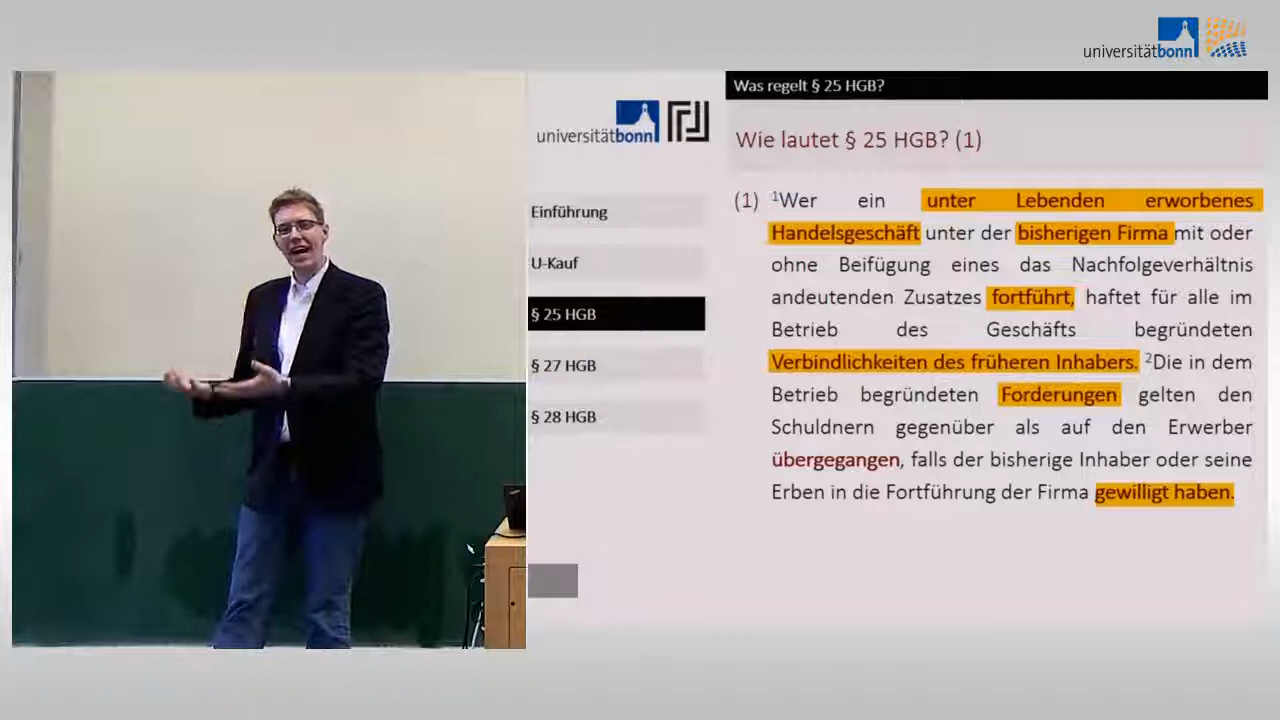 universitätbonn
universitätbonn
Einführung
U-Kauf
§ 25 HGB
§ 27 HGB
§ 28 HGB
Was regelt § 25 HGB?
Wie lautet § 25 HGB? (1)
(1) ¹Wer ein unter Lebenden erworbenes
Handelsgeschäft unter der bisherigen Firma mit oder
ohne Beifügung eines das Nachfolgeverhältnis
andeutenden Zusatzes fortführt, haftet für alle im
Betrieb des Geschäfts begründeten
Verbindlichkeiten des früheren Inhabers. ²Die in dem
Betrieb begründeten Forderungen gelten den
Schuldnern gegenüber als auf den Erwerber
übergegangen, falls der bisherige Inhaber oder seine
Erben in die Fortführung der Firma gewilligt haben.